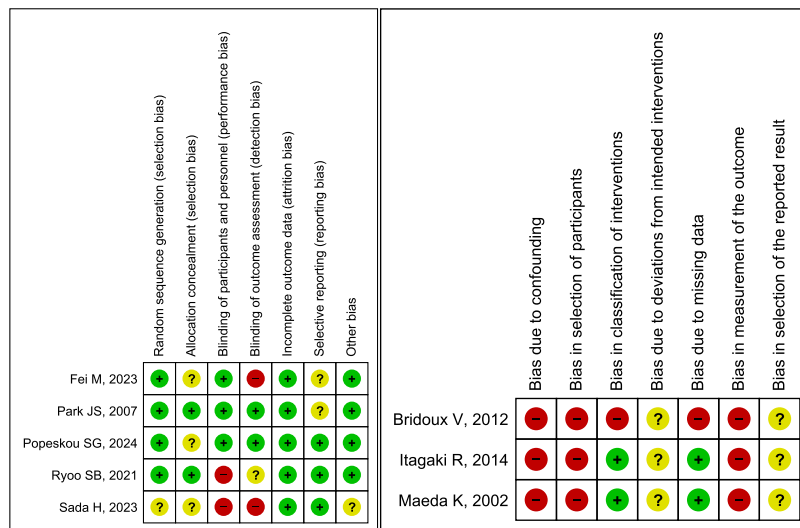 Random sequence generation (selection bias)
Allocation concealment (selection bias)
Blinding of participants and personnel (performance bias)
Blinding of outcome assessment (detection bias)
Incomplete outcome data (attrition bias)
Selective reporting (reporting bias)
Other bias
Fei M, 2023 + ? + − + ? +
Park JS, 2007 + + + + + ? +
Popeskou SG, 2024 + ? + + + + +
Ryoo SB, 2021 + + − ? + + +
Sada H, 2023 ? ? − − + + ?
Bias due to confounding
Bias in selection of participants
Bias in classification of interventions
Bias due to deviations from intended interventions
Bias due to missing data
Bias in measurement of the outcome
Bias in selection of the reported result
Bridoux V, 2012 − − − ? − − ?
Itagaki R, 2014 − − + ? + − ?
Maeda K, 2002 − − + ? + − ?